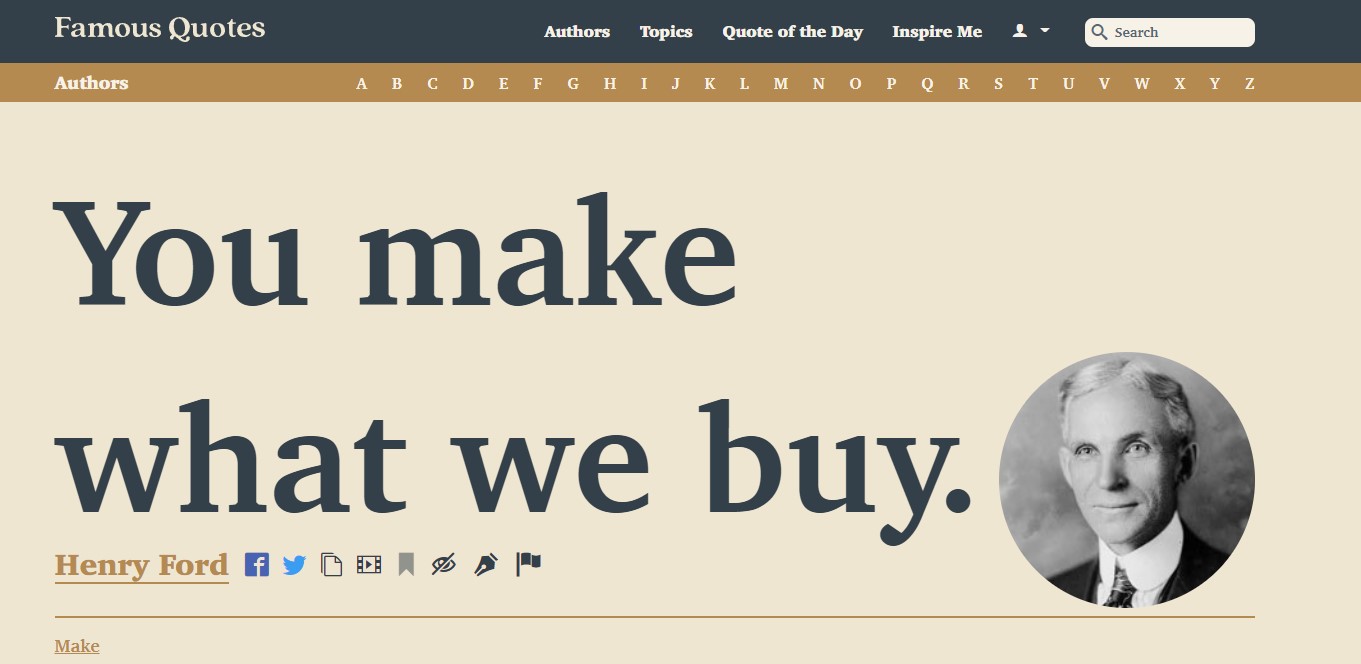 Famous Quotes Authors Topics Quote of the Day Inspire Me Search
Authors A B C D E F G H I J K L M N O P Q R S T U V W X Y Z
You make
what we buy.
Henry Ford
Make